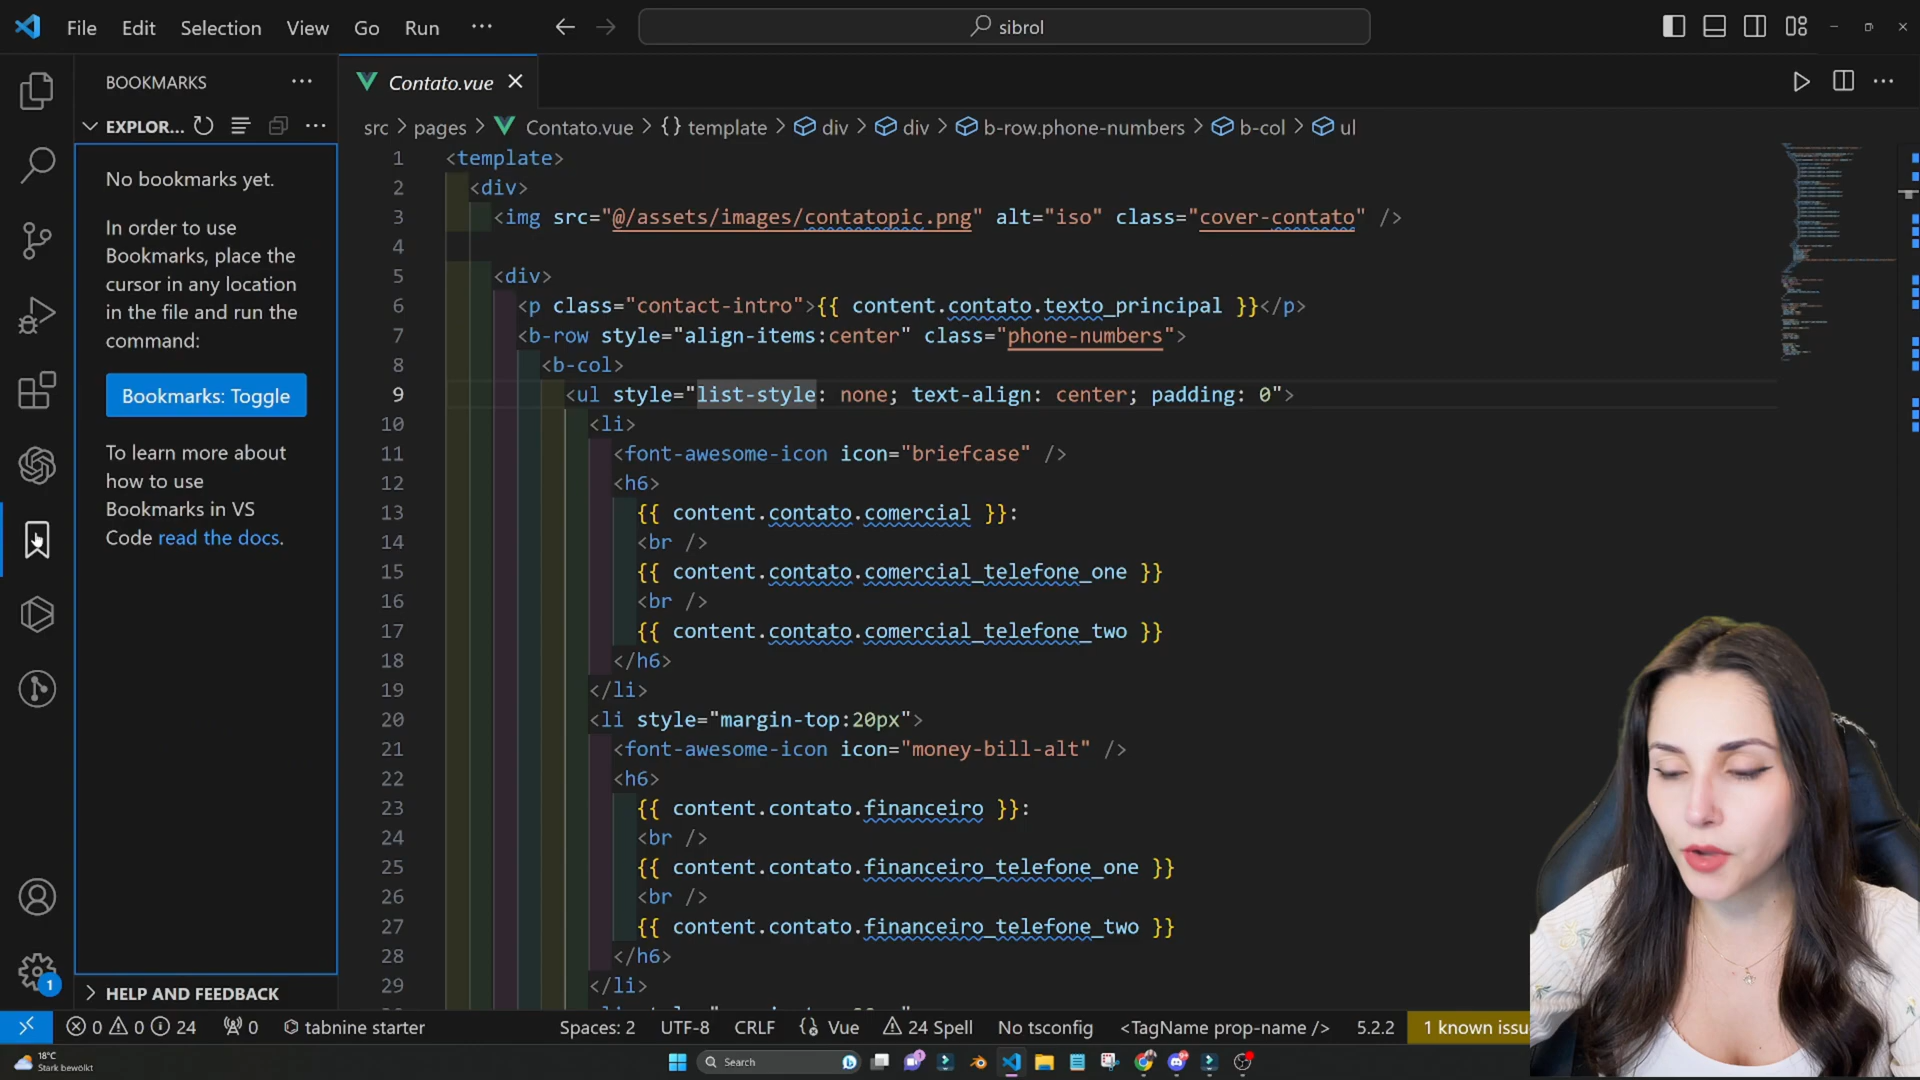 File Edit Selection View Go Run ··· sibrol
BOOKMARKS ···
EXPLOR... ···
No bookmarks yet.
In order to use
Bookmarks, place the
cursor in any location
in the file and run the
command:
Bookmarks: Toggle
To learn more about
how to use
Bookmarks in VS
Code read the docs.
HELP AND FEEDBACK
1
Contato.vue
src > pages > Contato.vue > {} template > div > div > b-row.phone-numbers > b-col > ul
1 <template>
2 <div>
3 <img src="@/assets/images/contatopic.png" alt="iso" class="cover-contato" />
4
5 <div>
6 <p class="contact-intro">{{ content.contato.texto_principal }}</p>
7 <b-row style="align-items:center" class="phone-numbers">
8 <b-col>
9 <ul style="list-style: none; text-align: center; padding: 0">
10 <li>
11 <font-awesome-icon icon="briefcase" />
12 <h6>
13 {{ content.contato.comercial }}:
14 <br />
15 {{ content.contato.comercial_telefone_one }}
16 <br />
17 {{ content.contato.comercial_telefone_two }}
18 </h6>
19 </li>
20 <li style="margin-top:20px">
21 <font-awesome-icon icon="money-bill-alt" />
22 <h6>
23 {{ content.contato.financeiro }}:
24 <br />
25 {{ content.contato.financeiro_telefone_one }}
26 <br />
27 {{ content.contato.financeiro_telefone_two }}
28 </h6>
29 </li>
0 0 24 0 tabnine starter Spaces: 2 UTF-8 CRLF {} Vue 24 Spell No tsconfig <TagName prop-name /> 5.2.2 1 known issu
18°C
Stark bewölkt
Search